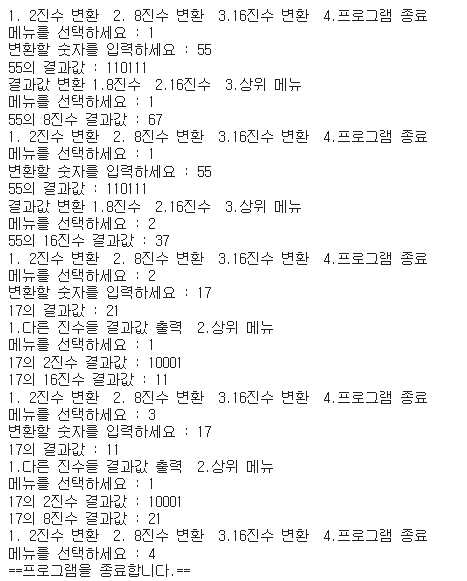 1. 2진수 변환  2. 8진수 변환  3.16진수 변환  4.프로그램 종료
메뉴를 선택하세요 : 1
변환할 숫자를 입력하세요 : 55
55의 결과값 : 110111
결과값 변환 1.8진수  2.16진수  3.상위 메뉴
메뉴를 선택하세요 : 1
55의 8진수 결과값 : 67
1. 2진수 변환  2. 8진수 변환  3.16진수 변환  4.프로그램 종료
메뉴를 선택하세요 : 1
변환할 숫자를 입력하세요 : 55
55의 결과값 : 110111
결과값 변환 1.8진수  2.16진수  3.상위 메뉴
메뉴를 선택하세요 : 2
55의 16진수 결과값 : 37
1. 2진수 변환  2. 8진수 변환  3.16진수 변환  4.프로그램 종료
메뉴를 선택하세요 : 2
변환할 숫자를 입력하세요 : 17
17의 결과값 : 21
1.다른 진수들 결과값 출력  2.상위 메뉴
메뉴를 선택하세요 : 1
17의 2진수 결과값 : 10001
17의 16진수 결과값 : 11
1. 2진수 변환  2. 8진수 변환  3.16진수 변환  4.프로그램 종료
메뉴를 선택하세요 : 3
변환할 숫자를 입력하세요 : 17
17의 결과값 : 11
1.다른 진수들 결과값 출력  2.상위 메뉴
메뉴를 선택하세요 : 1
17의 2진수 결과값 : 10001
17의 8진수 결과값 : 21
1. 2진수 변환  2. 8진수 변환  3.16진수 변환  4.프로그램 종료
메뉴를 선택하세요 : 4
==프로그램을 종료합니다.==